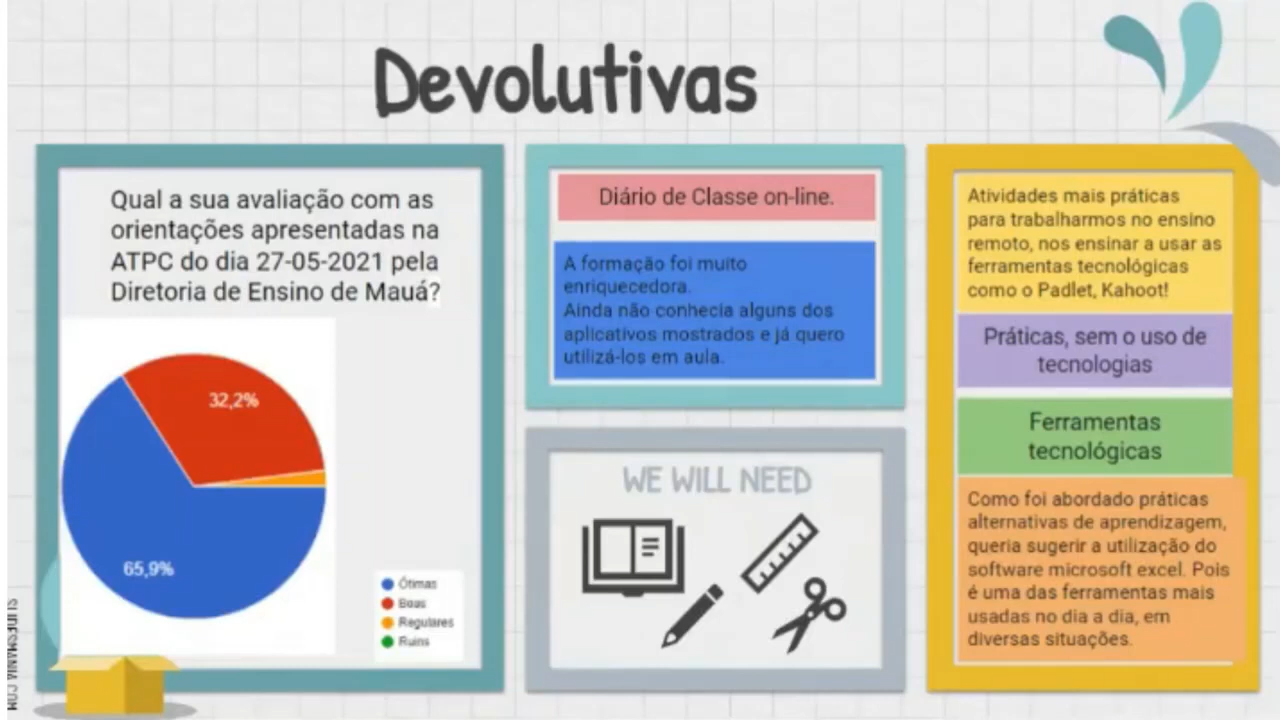 Devolutivas
Qual a sua avaliação com as
orientações apresentadas na
ATPC do dia 27-05-2021 pela
Diretoria de Ensino de Mauá?
32,2%
65,9%
Ótimas
Boas
Regulares
Ruins
Diário de Classe on-line.
A formação foi muito
enriquecedora.
Ainda não conhecia alguns dos
aplicativos mostrados e já quero
utilizá-los em aula.
WE WILL NEED
Atividades mais práticas
para trabalharmos no ensino
remoto, nos ensinar a usar as
ferramentas tecnológicas
como o Padlet, Kahoot!
Práticas, sem o uso de
tecnologias
Ferramentas
tecnológicas
Como foi abordado práticas
alternativas de aprendizagem,
queria sugerir a utilização do
software microsoft excel. Pois
é uma das ferramentas mais
usadas no dia a dia, em
diversas situações.